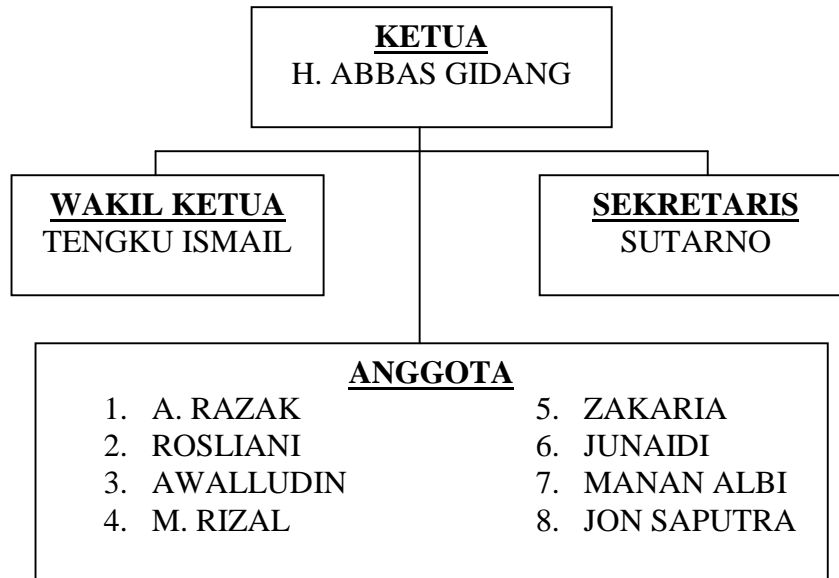 KETUA
H. ABBAS GIDANG
WAKIL KETUA
TENGKU ISMAIL
SEKRETARIS
SUTARNO
ANGGOTA
1. A. RAZAK
2. ROSLIANI
3. AWALLUDIN
4. M. RIZAL
5. ZAKARIA
6. JUNAIDI
7. MANAN ALBI
8. JON SAPUTRA